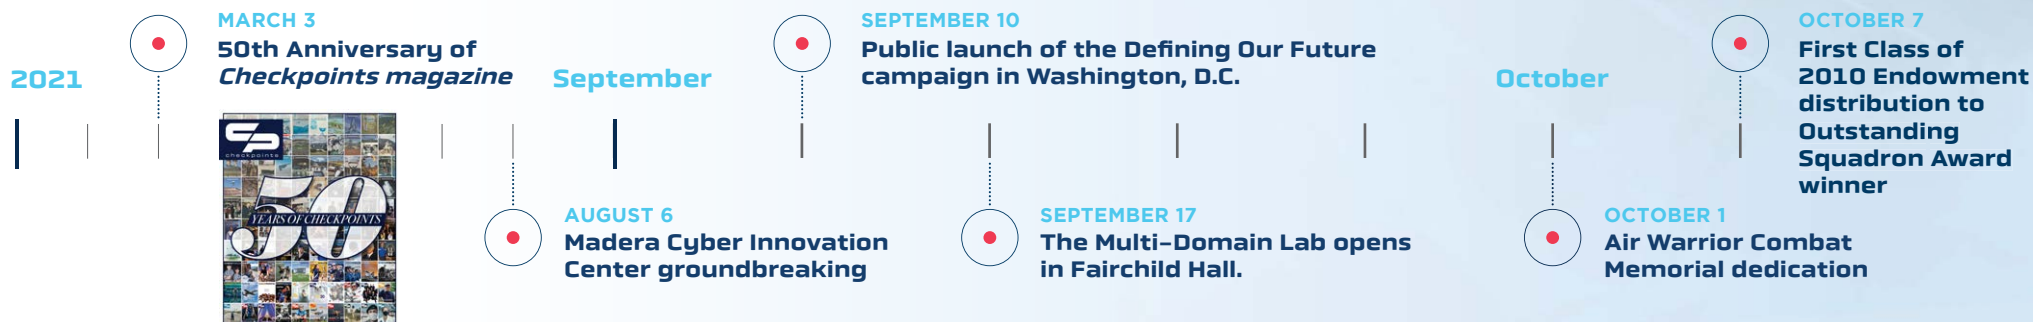 2021
MARCH 3
50th Anniversary of
Checkpoints magazine
CP
checkpoints
50
YEARS OF CHECKPOINTS
AUGUST 6
Madera Cyber Innovation
Center groundbreaking
September
SEPTEMBER 10
Public launch of the Defining Our Future
campaign in Washington, D.C.
SEPTEMBER 17
The Multi-Domain Lab opens
in Fairchild Hall.
October
OCTOBER 1
Air Warrior Combat
Memorial dedication
OCTOBER 7
First Class of
2010 Endowment
distribution to
Outstanding
Squadron Award
winner